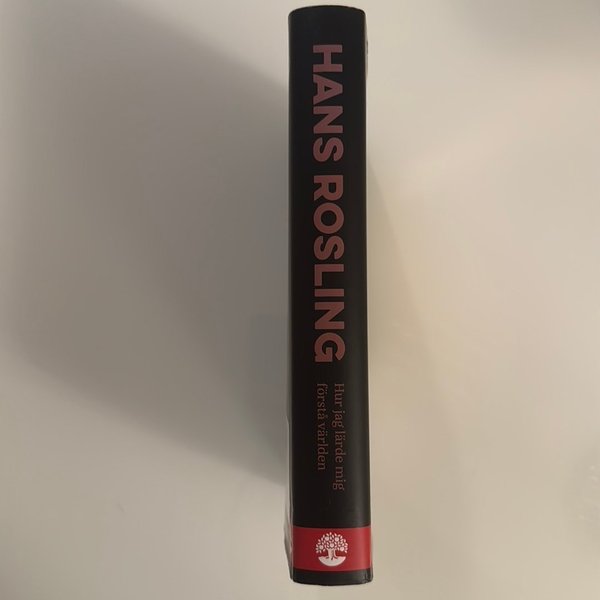 HANS ROSLING
Hur jag lärde mig
förstå världen